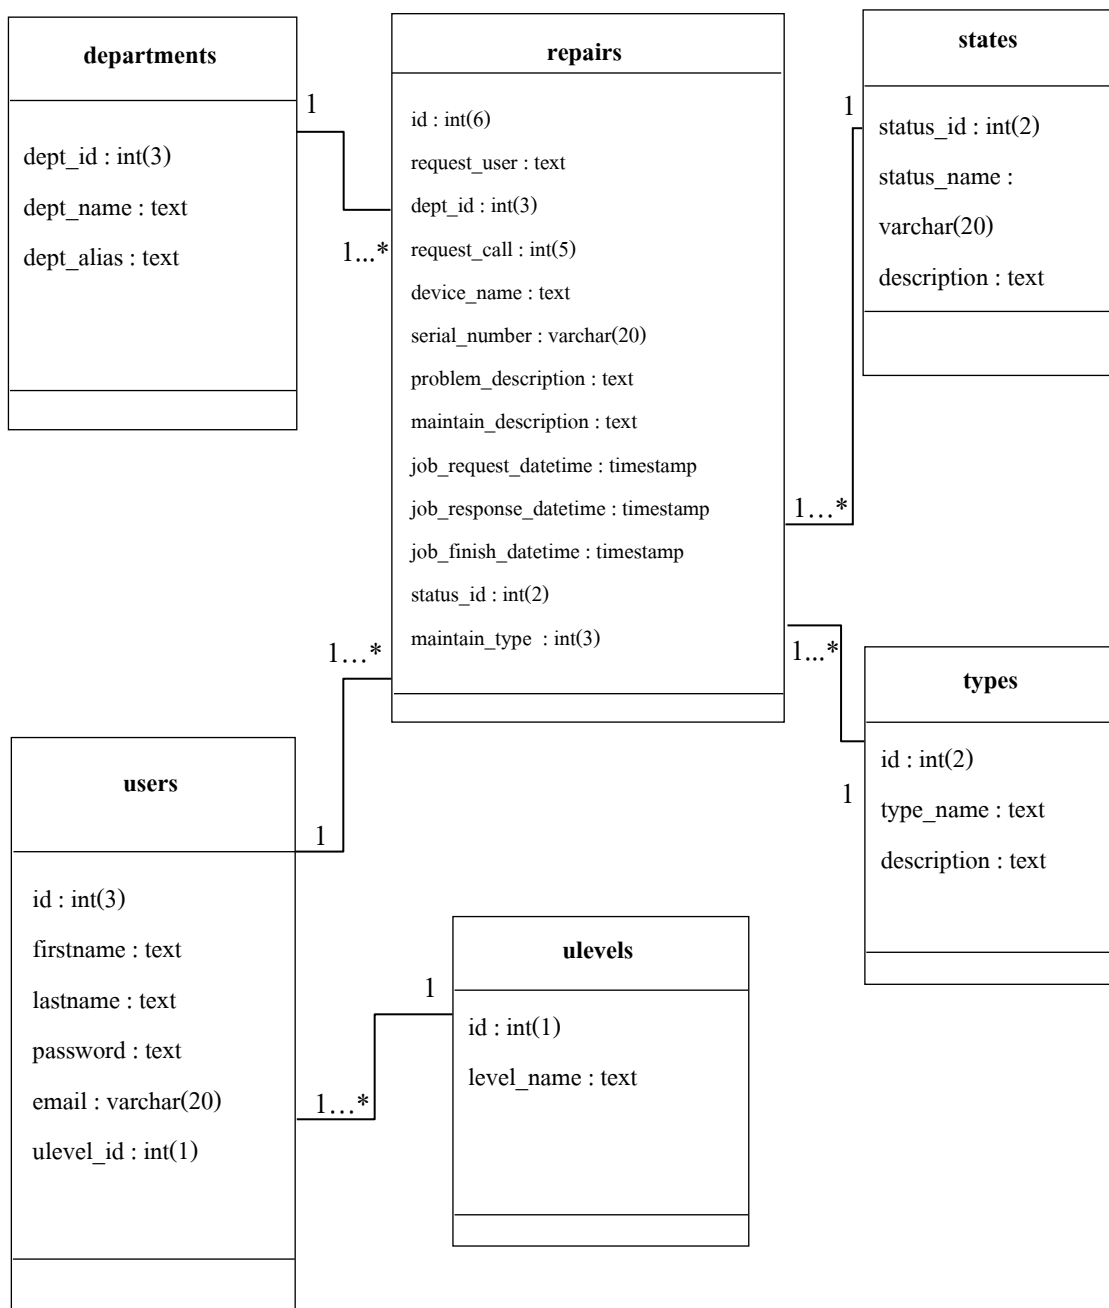 departments
1
dept_id : int(3)
dept_name : text
dept_alias : text
1...*
repairs
id : int(6)
request_user : text
dept_id : int(3)
request_call : int(5)
device_name : text
serial_number : varchar(20)
problem_description : text
maintain_description : text
job_request_datetime : timestamp
job_response_datetime : timestamp
job_finish_datetime : timestamp
status_id : int(2)
maintain_type : int(3)
states
1
status_id : int(2)
status_name :
varchar(20)
description : text
1…*
1…*
1...*
types
1
id : int(2)
type_name : text
description : text
users
1
id : int(3)
firstname : text
lastname : text
password : text
email : varchar(20)
ulevel_id : int(1)
1…*
ulevels
1
id : int(1)
level_name : text